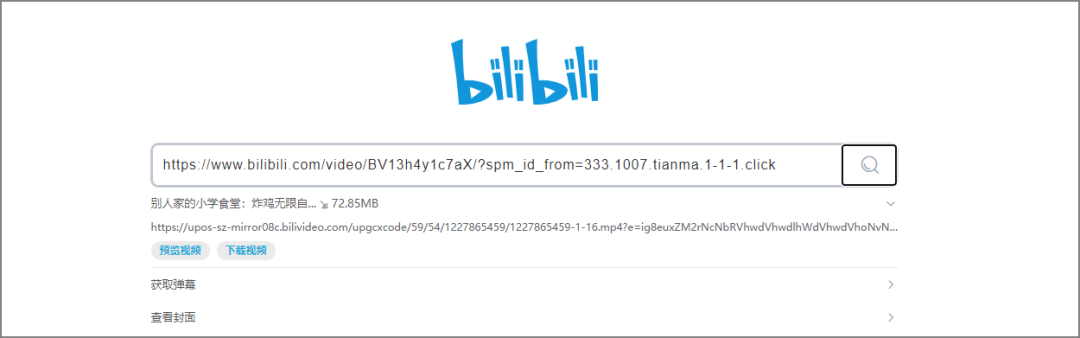 bilibili
https://www.bilibili.com/video/BV13h4y1c7aX/?spm_id_from=333.1007.tianma.1-1-1.click
别人家的小学食堂：炸鸡无限自... ⇲ 72.85MB
https://upos-sz-mirror08c.bilivideo.com/upgcxcode/59/54/1227865459/1227865459-1-16.mp4?e=ig8euxZM2rNcNbRVhwdVhwdlhWdVhwdVhoNvN...
预览视频 下载视频
获取弹幕
查看封面